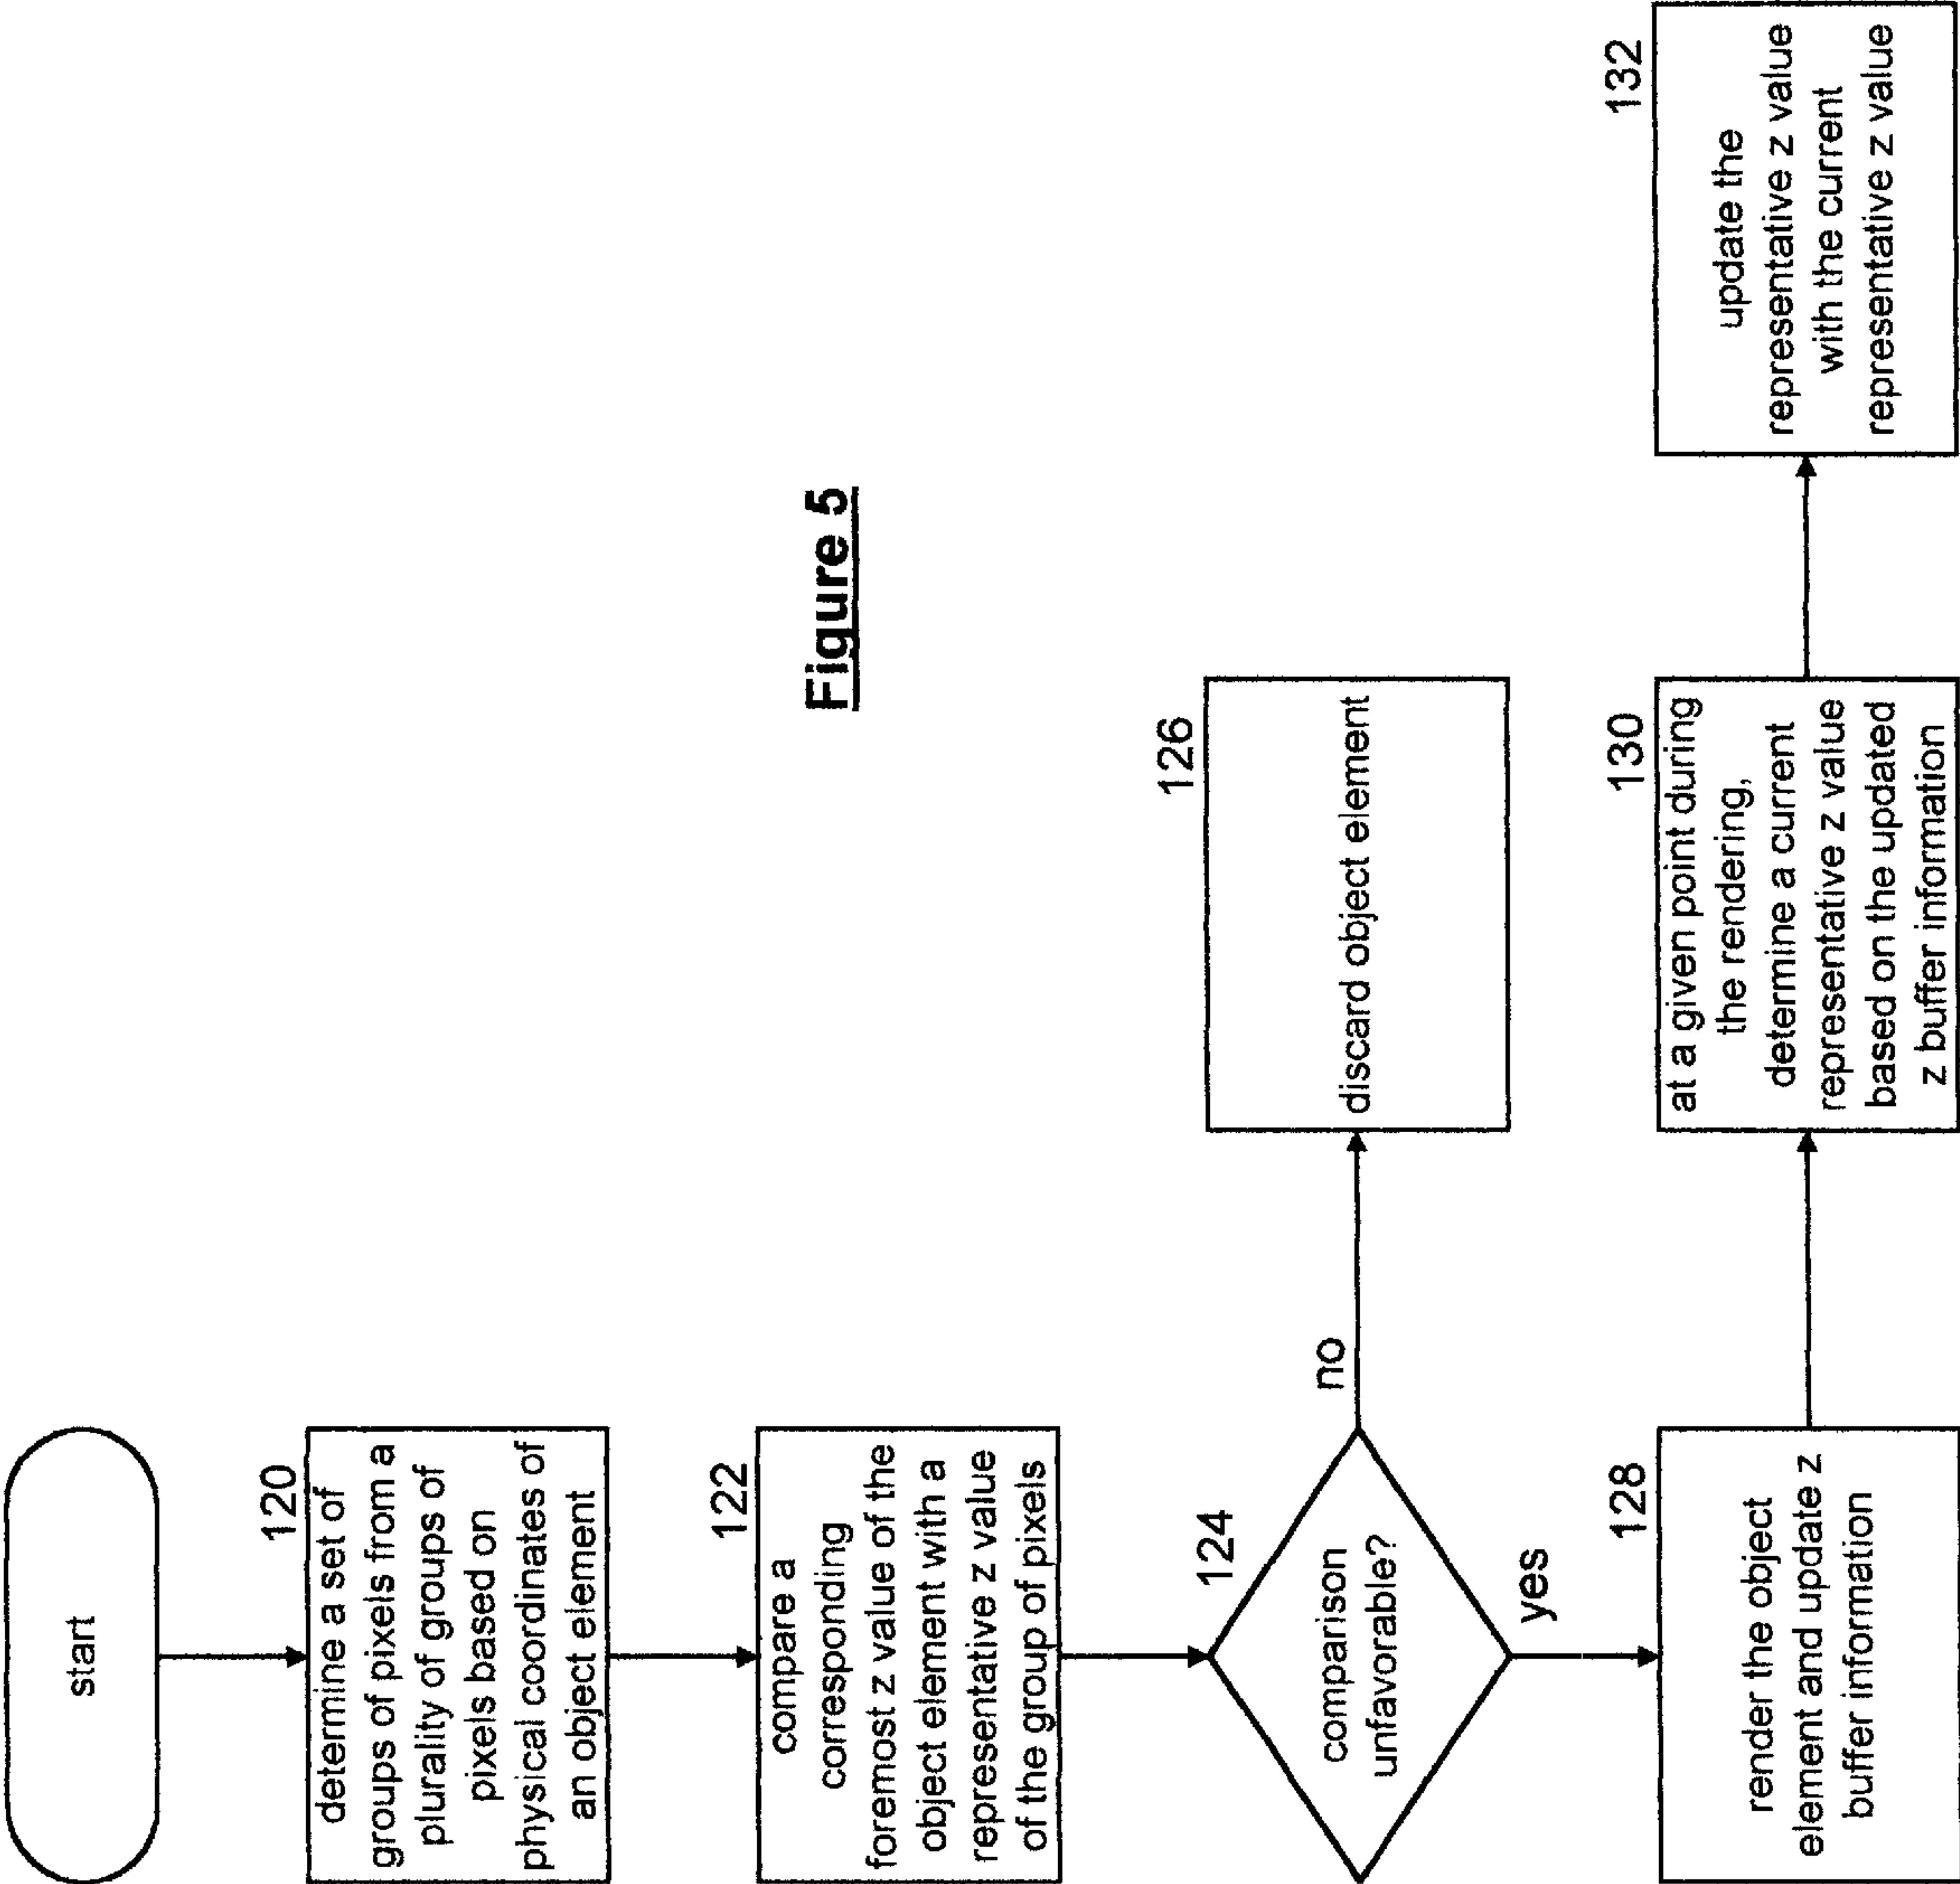 start
120
determine a set of
groups of pixels from a
plurality of groups of
pixels based on
physical coordinates of
an object element
122
compare a
corresponding
foremost z value of the
object element with a
representative z value
of the group of pixels
124
comparison
unfavorable?
no
126
discard object element
yes
128
render the object
element and update z
buffer information
130
at a given point during
the rendering,
determine a current
representative z value
based on the updated
z buffer information
132
update the
representative z value
with the current
representative z value
Figure 5